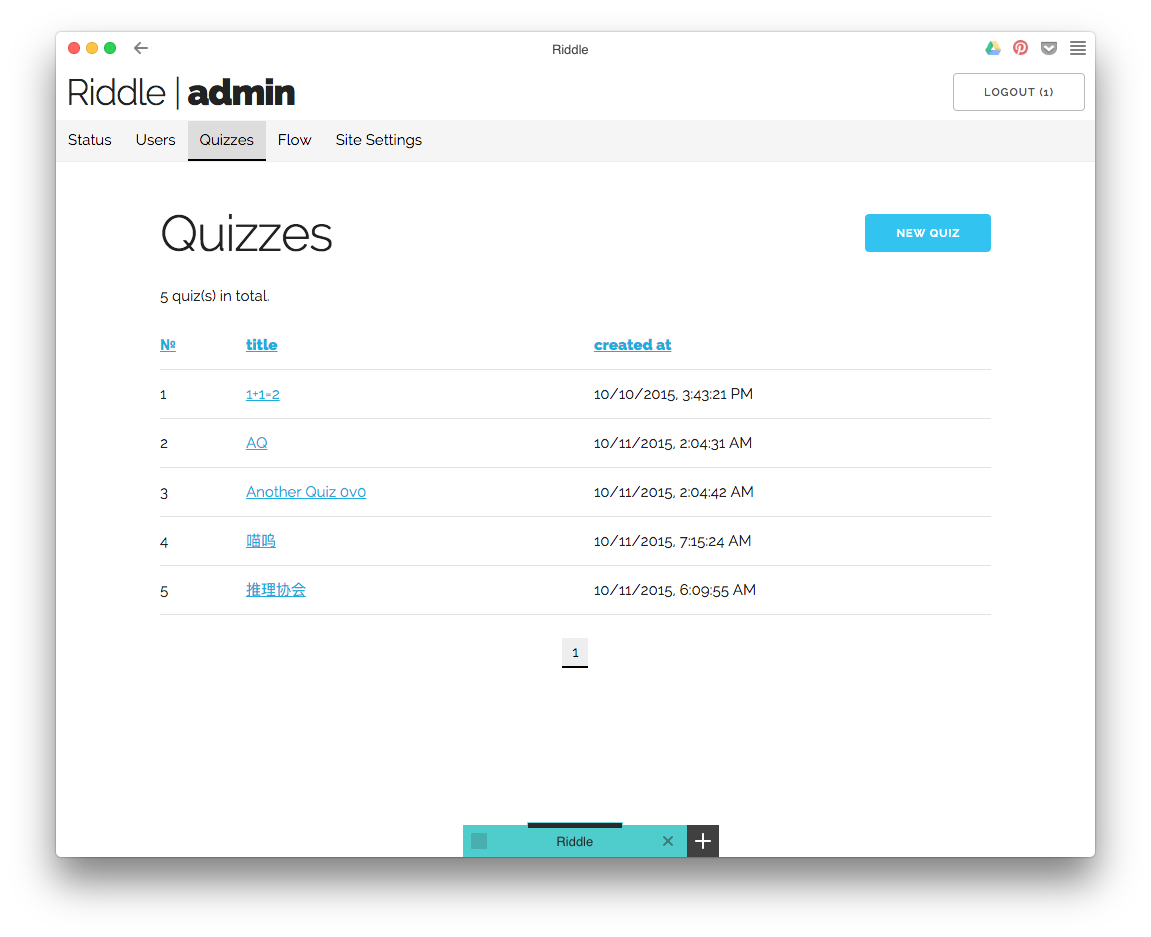 Riddle
Riddle | admin
LOGOUT (1)
Status Users Quizzes Flow Site Settings
Quizzes
NEW QUIZ
5 quiz(s) in total.
№ title created at
1 1+1=2 10/10/2015, 3:43:21 PM
2 AQ 10/11/2015, 2:04:31 AM
3 Another Quiz 0v0 10/11/2015, 2:04:42 AM
4 喵呜 10/11/2015, 7:15:24 AM
5 推理协会 10/11/2015, 6:09:55 AM
1
Riddle